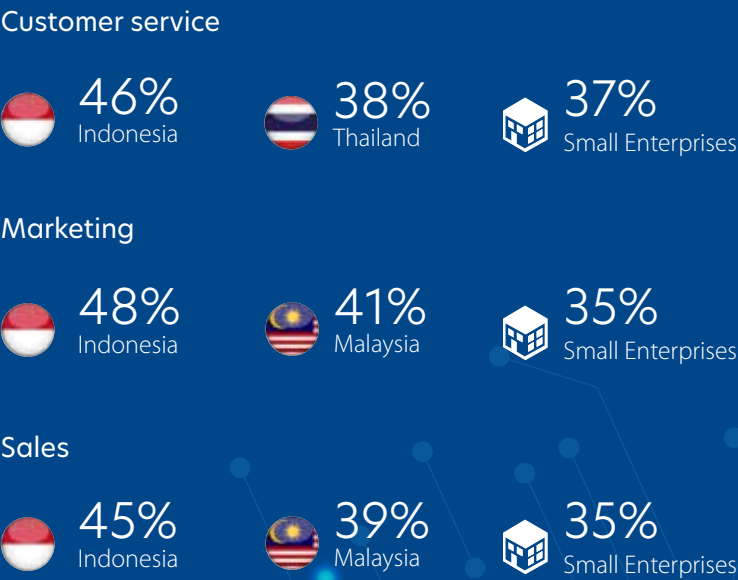 Customer service
46% 38% 37%
Indonesia Thailand Small Enterprises
Marketing
48% 41% 35%
Indonesia Malaysia Small Enterprises
Sales
45% 39% 35%
Indonesia Malaysia Small Enterprises